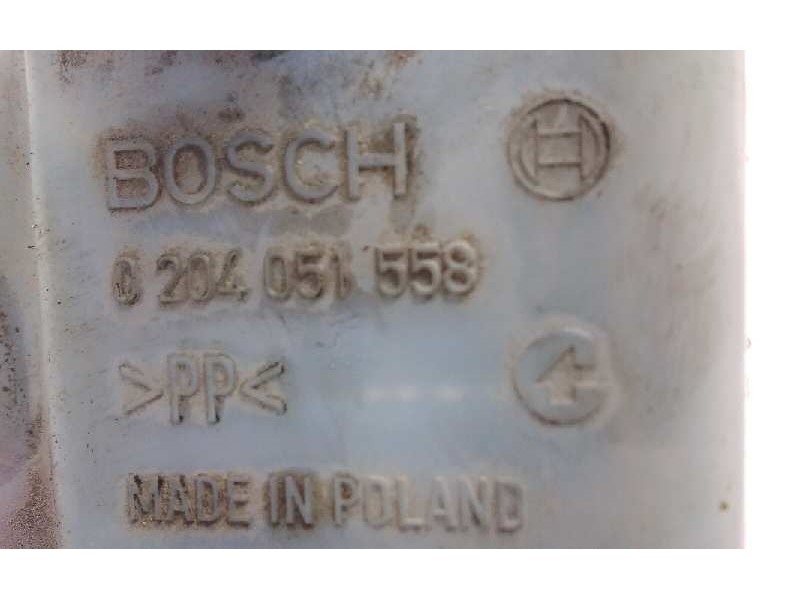 BOSCH
0 204 051 558
>PP<
MADE IN POLAND